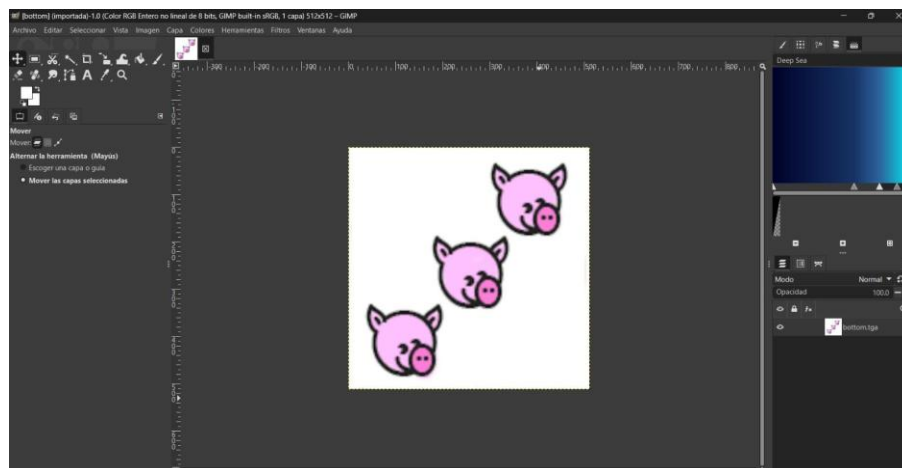 [bottom] (importada)-1.0 (Color RGB Entero no lineal de 8 bits, GIMP built-in sRGB, 1 capa) 512x512 – GIMP
Archivo Editar Seleccionar Vista Imagen Capa Colores Herramientas Filtros Ventanas Ayuda
Deep Sea
Mover
Mover:
Alternar la herramienta (Mayús)
Escoger una capa o guía
Mover las capas seleccionadas
Modo Normal
Opacidad 100,0
bottom.tga